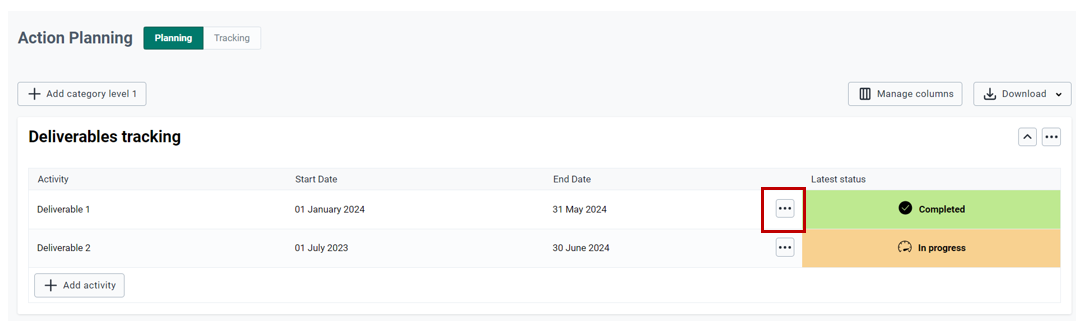 Action Planning Planning Tracking
Add category level 1 Manage columns Download
Deliverables tracking
Activity Start Date End Date Latest status
Deliverable 1 01 January 2024 31 May 2024 Completed
Deliverable 2 01 July 2023 30 June 2024 In progress
Add activity